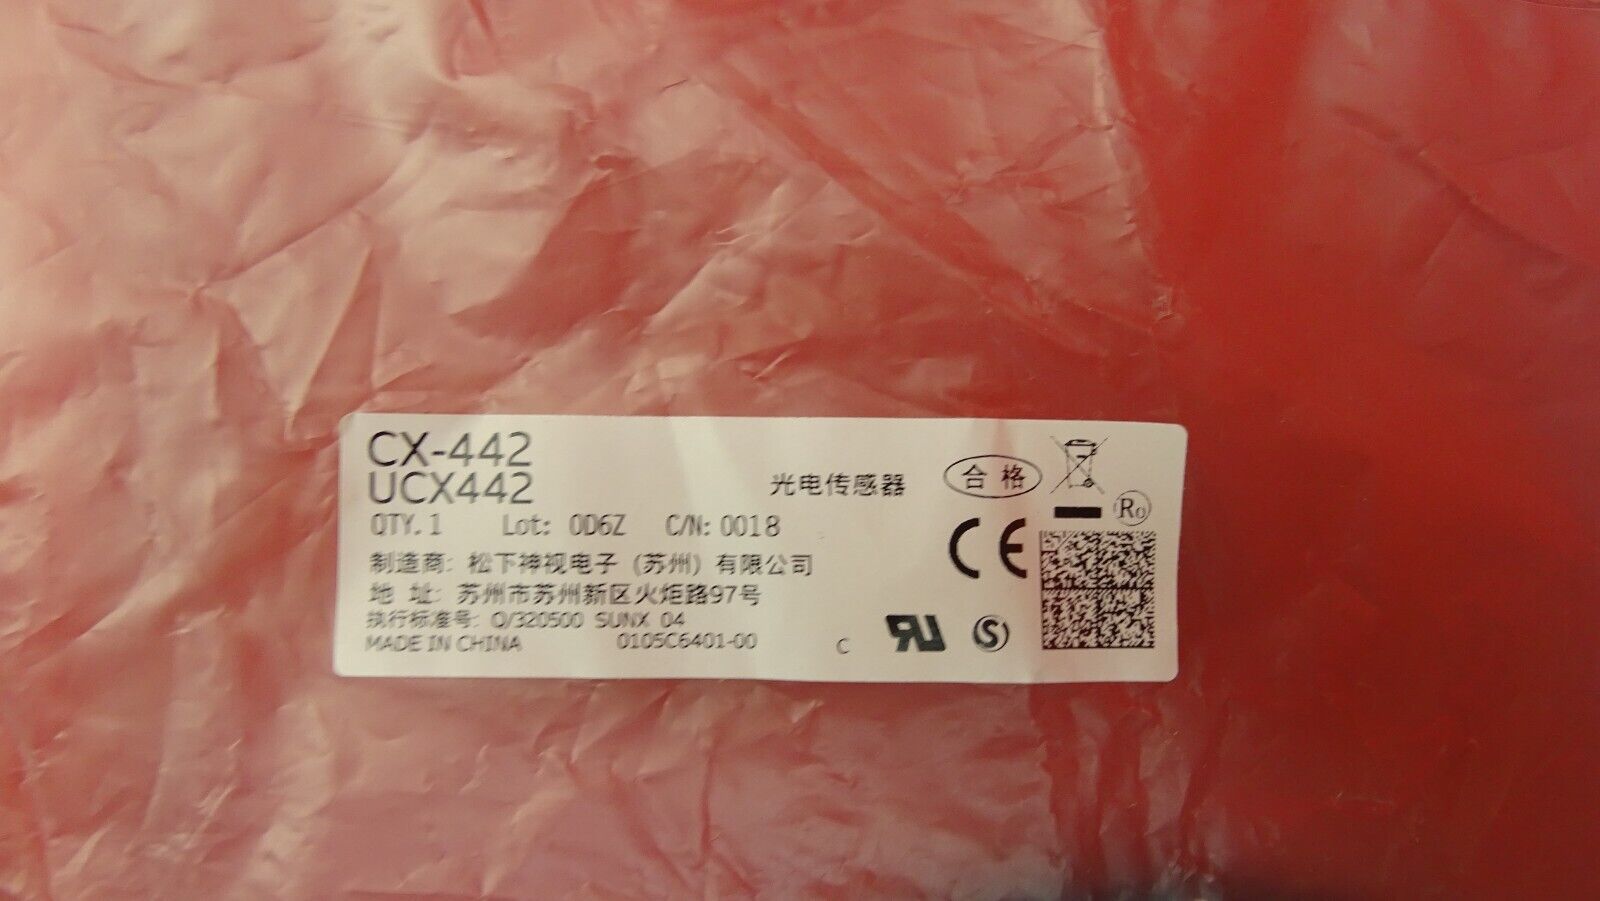 CX-442
UCX442
光电传感器
合格
QTY.1 Lot: 0D6Z C/N: 0018
Ro
CE
制造商: 松下神视电子 (苏州) 有限公司
地 址: 苏州市苏州新区火炬路97号
执行标准号: Q/320500 SUNX 04
MADE IN CHINA 0105C6401-00
C
S